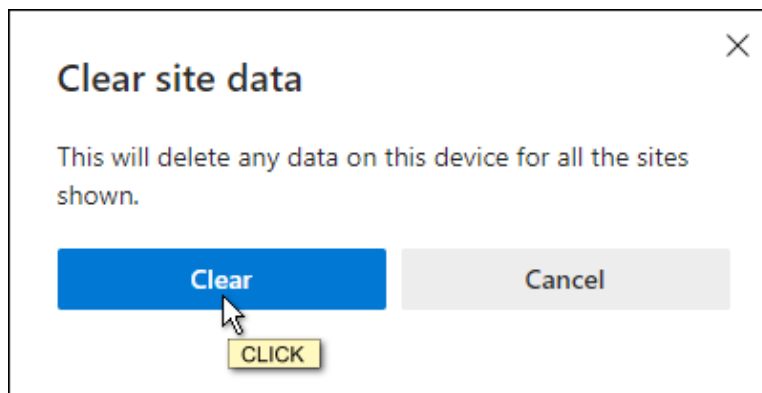 Clear site data
This will delete any data on this device for all the sites
shown.
Clear
Cancel
CLICK